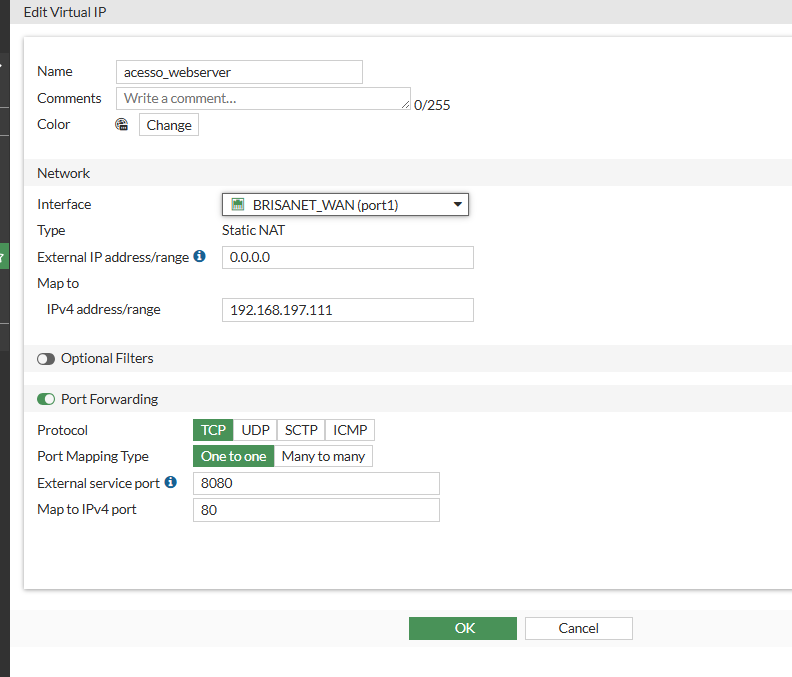 Edit Virtual IP
Name acesso_webserver
Comments Write a comment... 0/255
Color Change
Network
Interface BRISANET_WAN (port1)
Type Static NAT
External IP address/range 0.0.0.0
Map to
IPv4 address/range 192.168.197.111
Optional Filters
Port Forwarding
Protocol TCP UDP SCTP ICMP
Port Mapping Type One to one Many to many
External service port 8080
Map to IPv4 port 80
OK Cancel